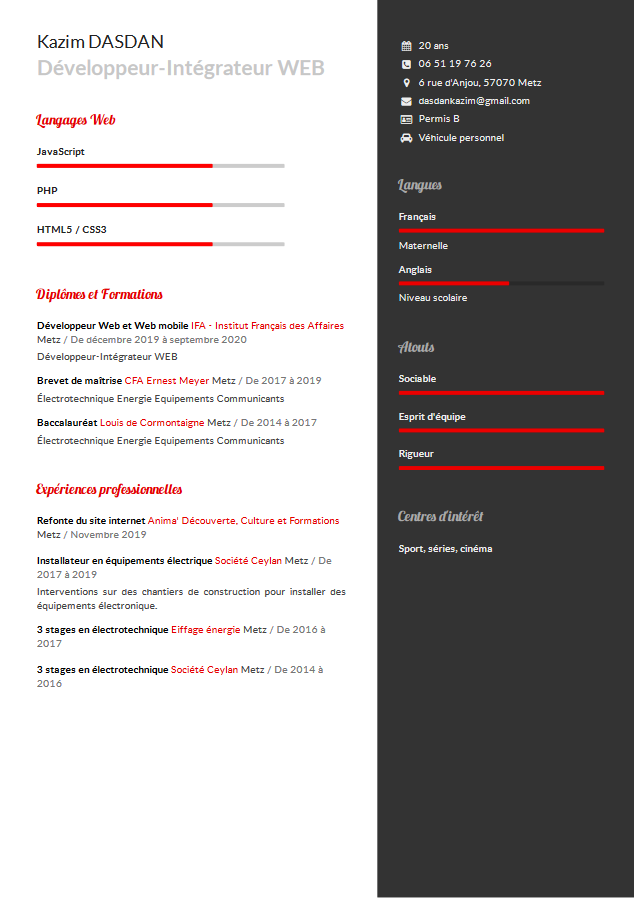 Kazim DASDAN
Développeur-Intégrateur WEB
Langages Web
JavaScript
PHP
HTML5 / CSS3
Diplômes et Formations
Développeur Web et Web mobile IFA - Institut Français des Affaires
Metz / De décembre 2019 à septembre 2020
Développeur-Intégrateur WEB
Brevet de maîtrise CFA Ernest Meyer Metz / De 2017 à 2019
Électrotechnique Energie Equipements Communicants
Baccalauréat Louis de Cormontaigne Metz / De 2014 à 2017
Électrotechnique Energie Equipements Communicants
Expériences professionnelles
Refonte du site internet Anima' Découverte, Culture et Formations
Metz / Novembre 2019
Installateur en équipements électrique Société Ceylan Metz / De
2017 à 2019
Interventions sur des chantiers de construction pour installer des
équipements électronique.
3 stages en électrotechnique Eiffage énergie Metz / De 2016 à
2017
3 stages en électrotechnique Société Ceylan Metz / De 2014 à
2016
20 ans
06 51 19 76 26
6 rue d'Anjou, 57070 Metz
dasdankazim@gmail.com
Permis B
Véhicule personnel
Langues
Français
Maternelle
Anglais
Niveau scolaire
Atouts
Sociable
Esprit d'équipe
Rigueur
Centres d'intérêt
Sport, séries, cinéma